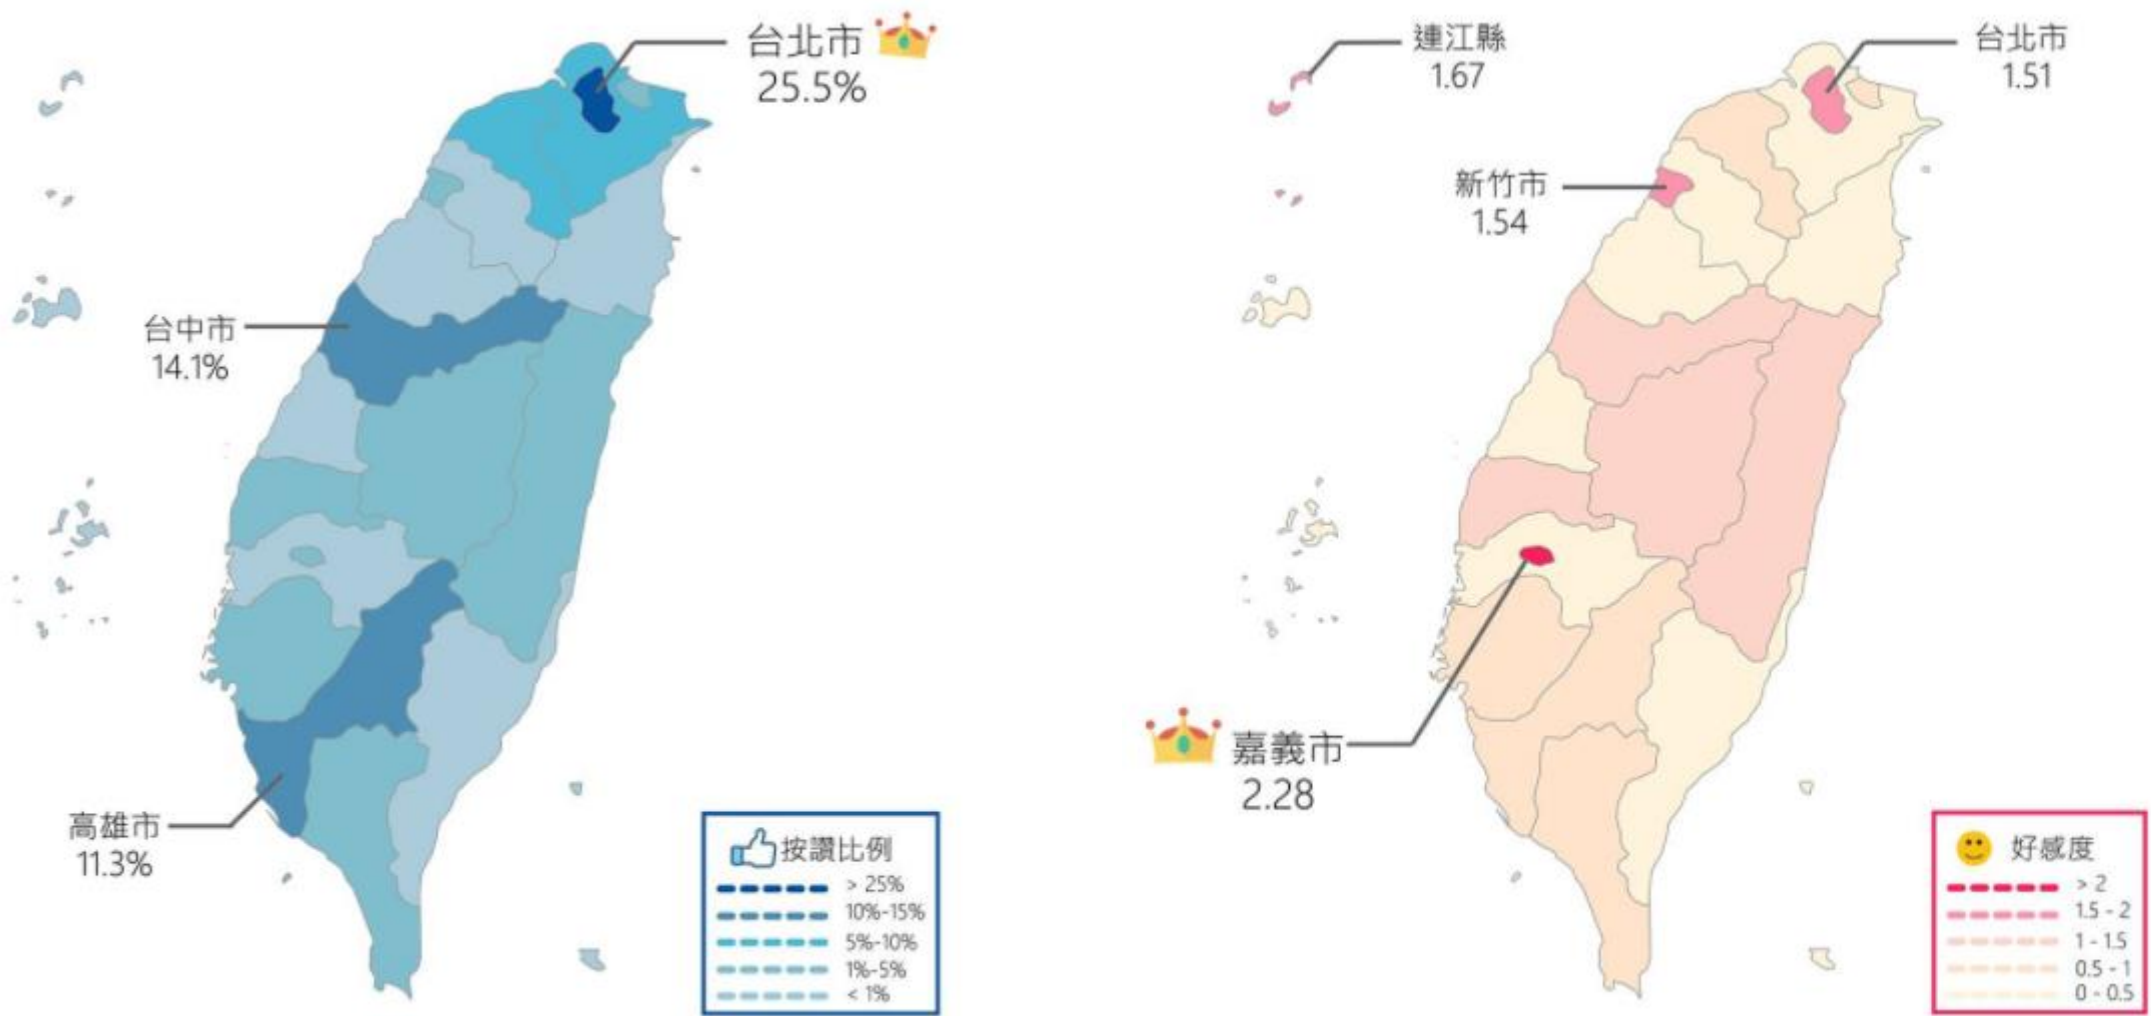 台北市
25.5%
台中市
14.1%
高雄市
11.3%
按讚比例
> 25%
10%-15%
5%-10%
1%-5%
< 1%
連江縣
1.67
台北市
1.51
新竹市
1.54
嘉義市
2.28
好感度
> 2
1.5 - 2
1 - 1.5
0.5 - 1
0 - 0.5